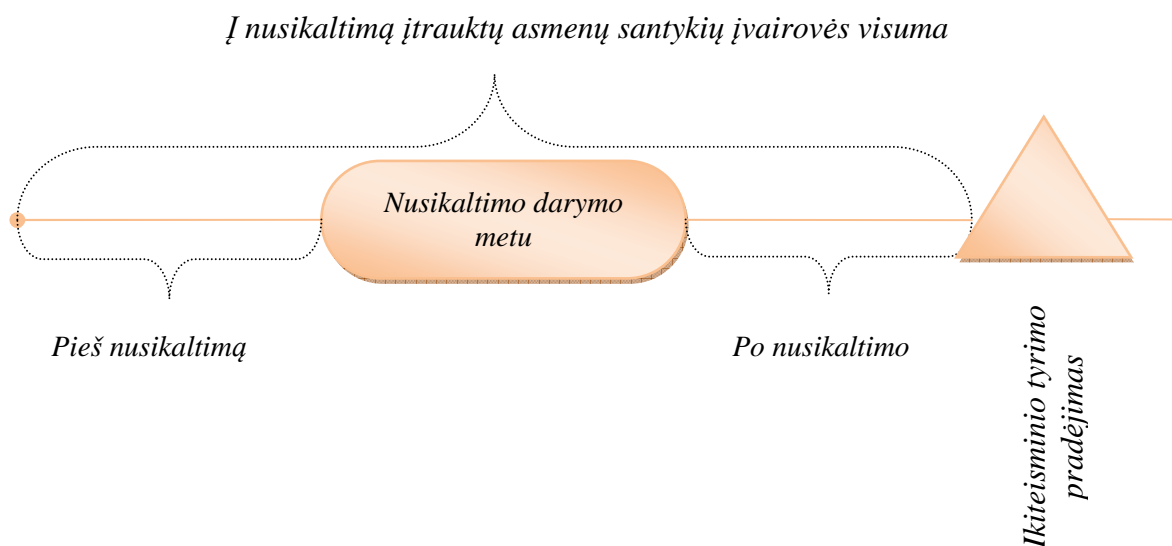 Į nusikaltimą įtrauktų asmenų santykių įvairovės visuma
Nusikaltimo darymo
metu
Pieš nusikaltimą
Po nusikaltimo
Ikiteisminio tyrimo
pradėjimas